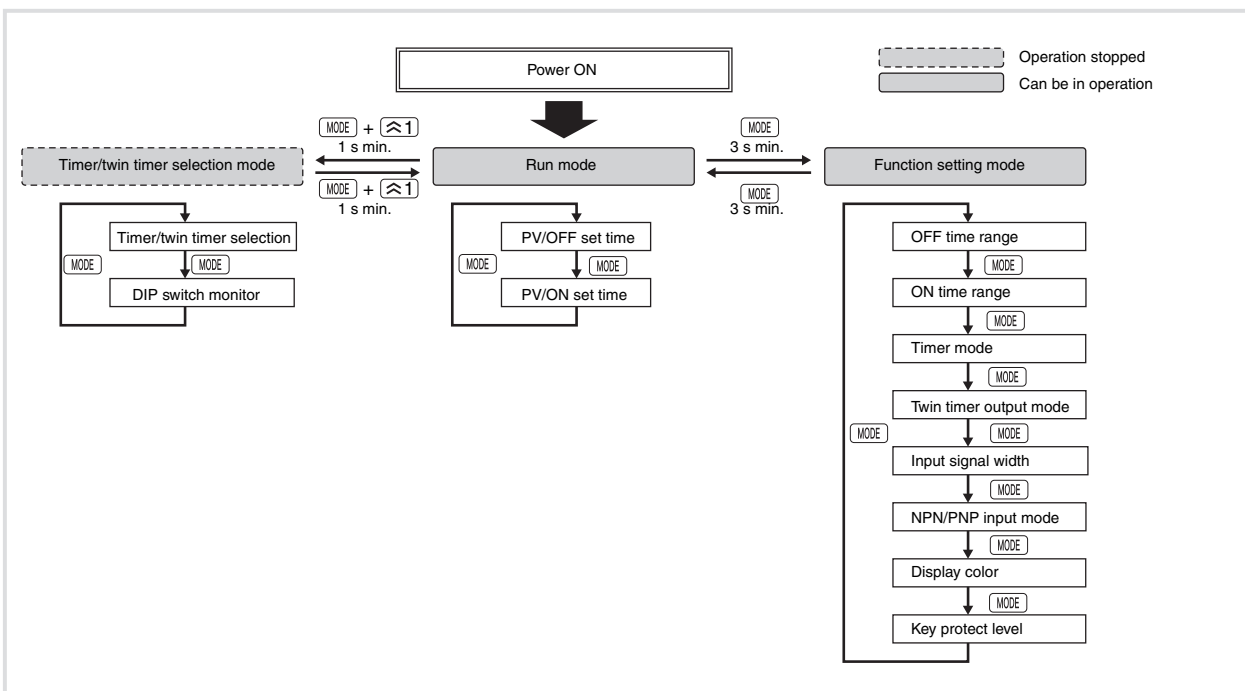 Power ON
Operation stopped
Can be in operation
MODE + ︽1
1 s min.
MODE
3 s min.
Timer/twin timer selection mode
Run mode
Function setting mode
MODE + ︽1
1 s min.
MODE
3 s min.
Timer/twin timer selection
MODE
MODE
DIP switch monitor
PV/OFF set time
MODE
MODE
PV/ON set time
OFF time range
MODE
ON time range
MODE
Timer mode
MODE
Twin timer output mode
MODE
MODE
Input signal width
MODE
NPN/PNP input mode
MODE
Display color
MODE
Key protect level